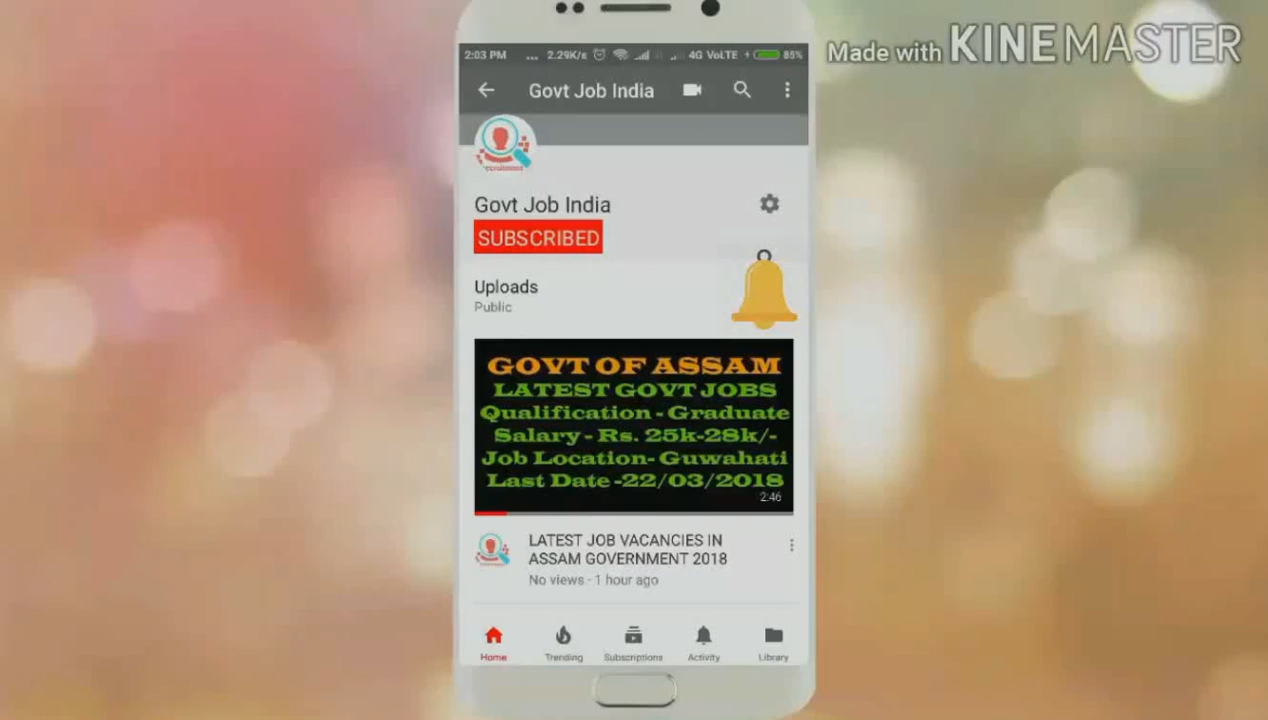 Made with KINEMASTER
2:03 PM ... 2.29K/s 4G VoLTE 85%
Govt Job India
Govt Job India
SUBSCRIBED
Uploads
Public
GOVT OF ASSAM
LATEST GOVT JOBS
Qualification - Graduate
Salary - Rs. 25k-28k/-
Job Location- Guwahati
Last Date -22/03/2018
2:46
LATEST JOB VACANCIES IN
ASSAM GOVERNMENT 2018
No views · 1 hour ago
Home Trending Subscriptions Activity Library